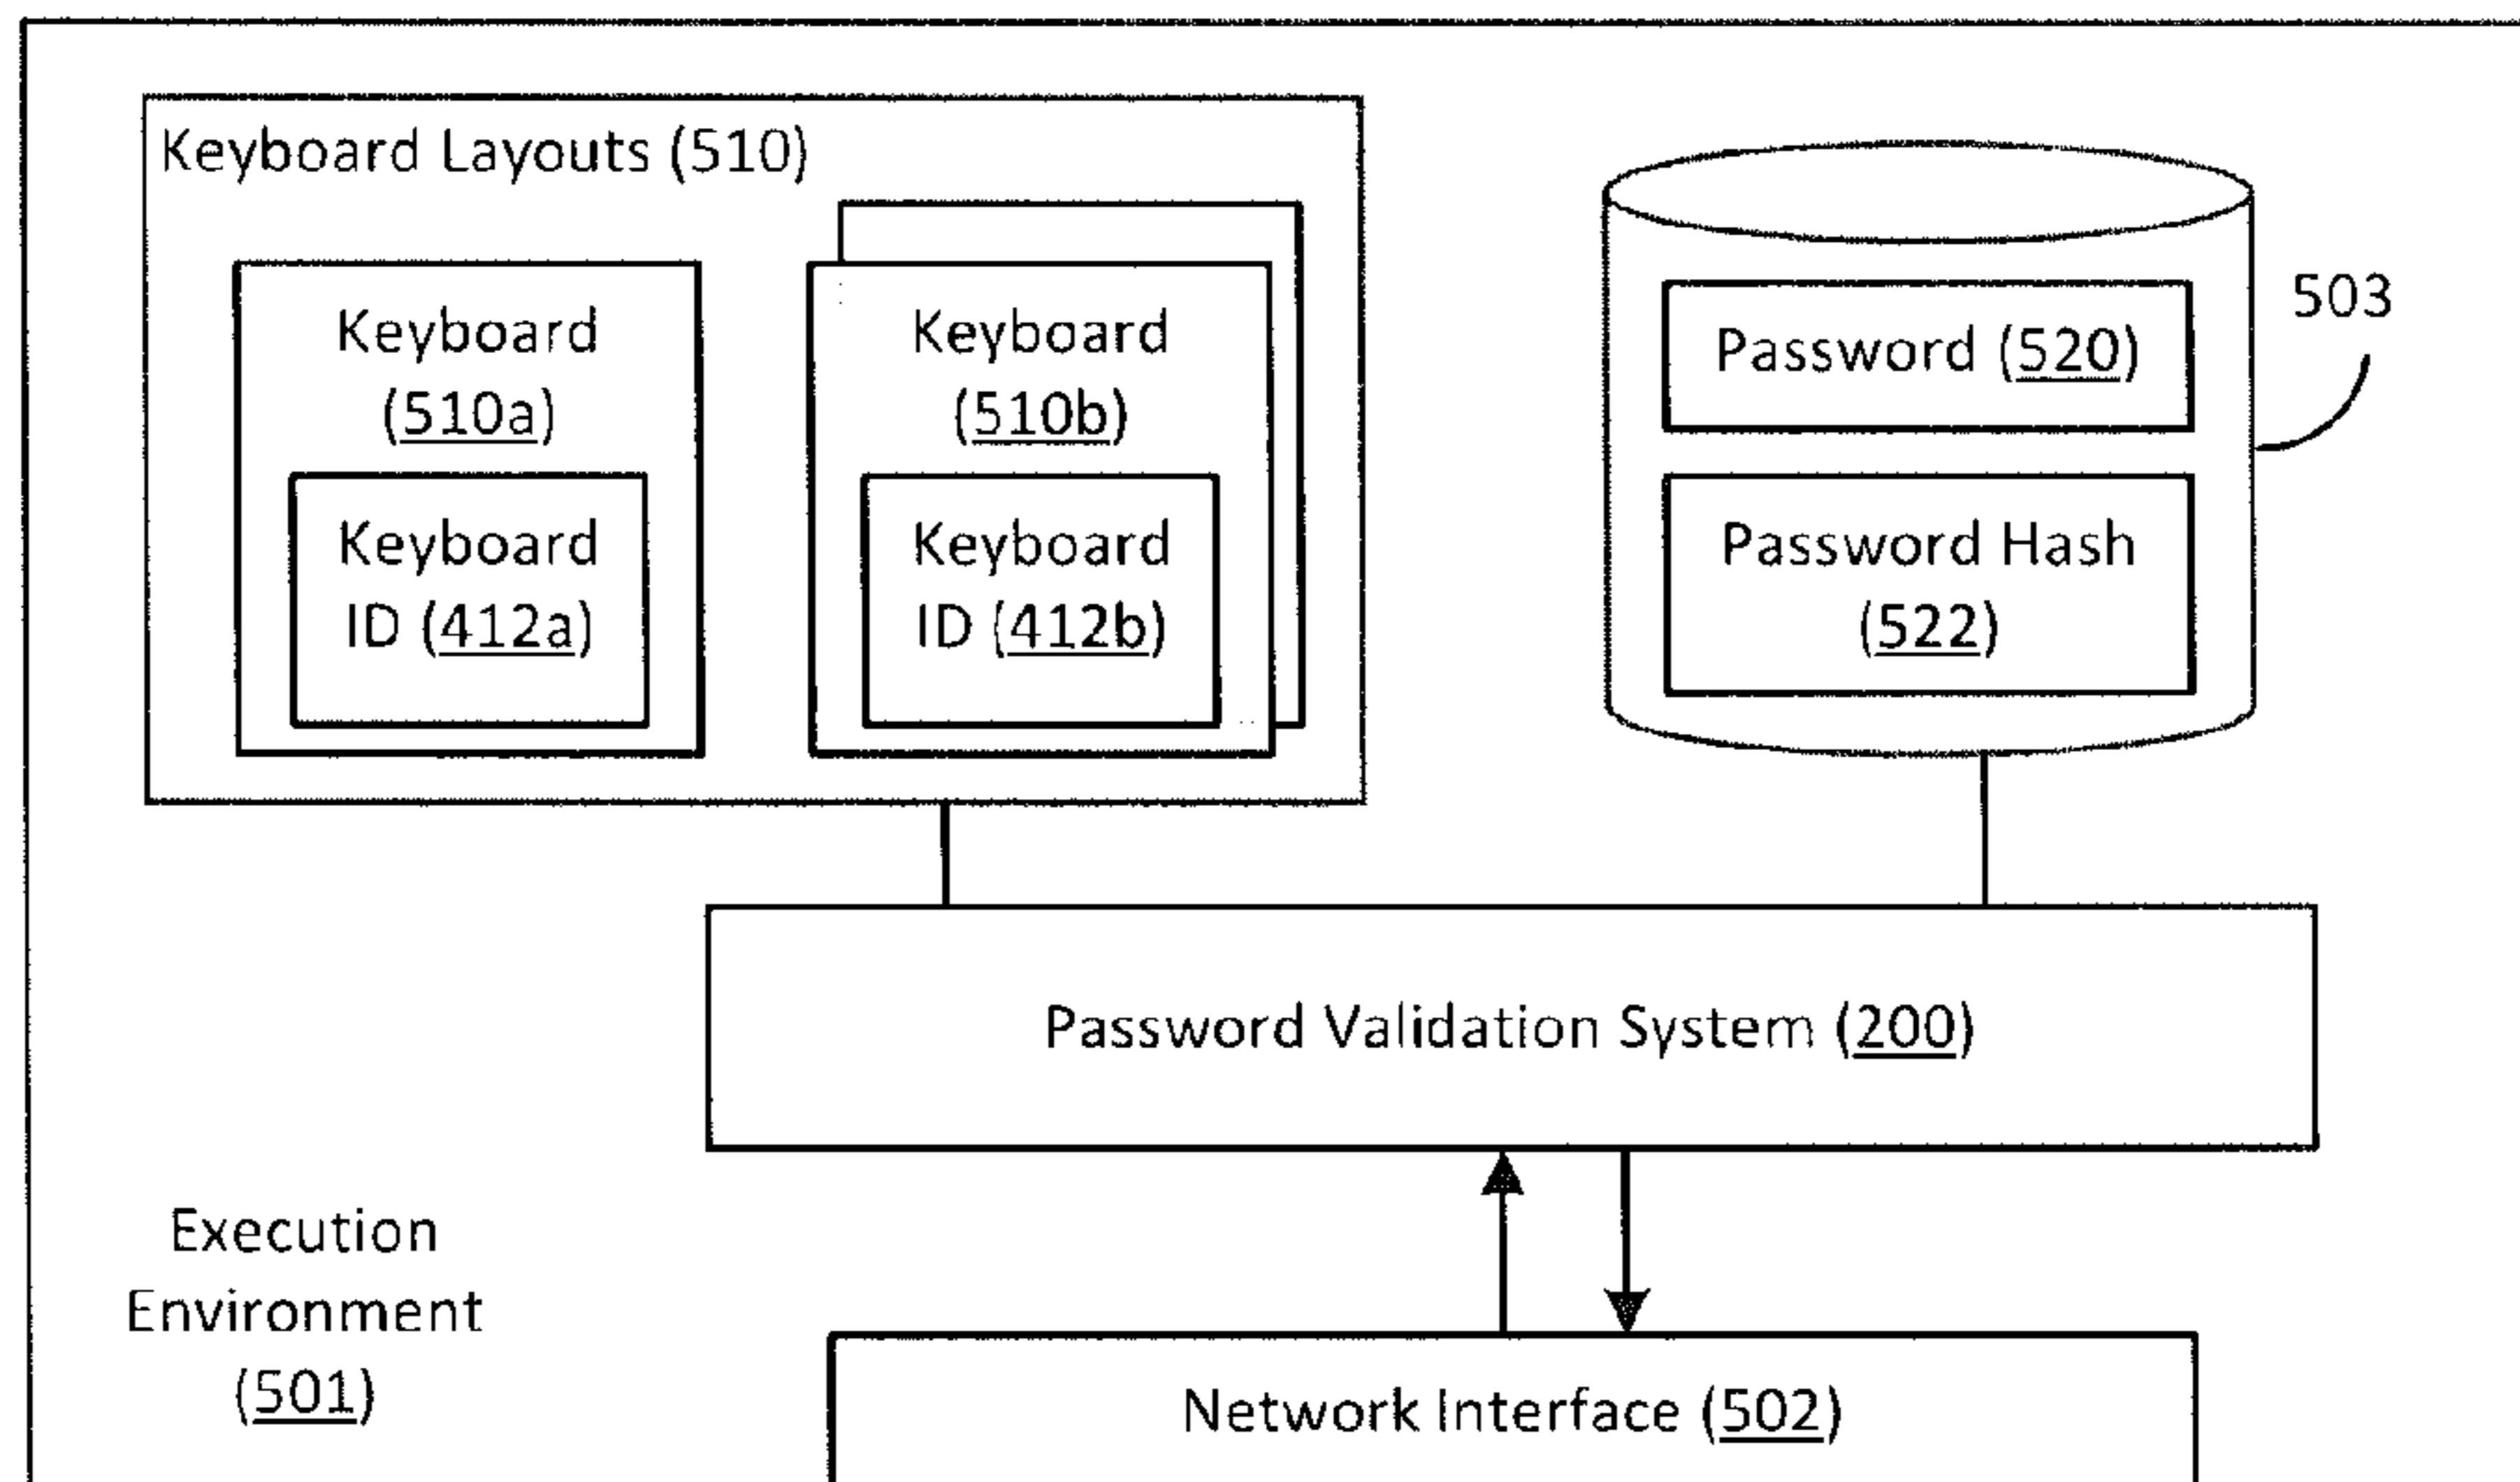 Keyboard Layouts (510)
Keyboard
(510a)
Keyboard
ID (412a)
Keyboard
(510b)
Keyboard
ID (412b)
Password (520)
Password Hash
(522)
503
Password Validation System (200)
Execution
Environment
(501)
Network Interface (502)